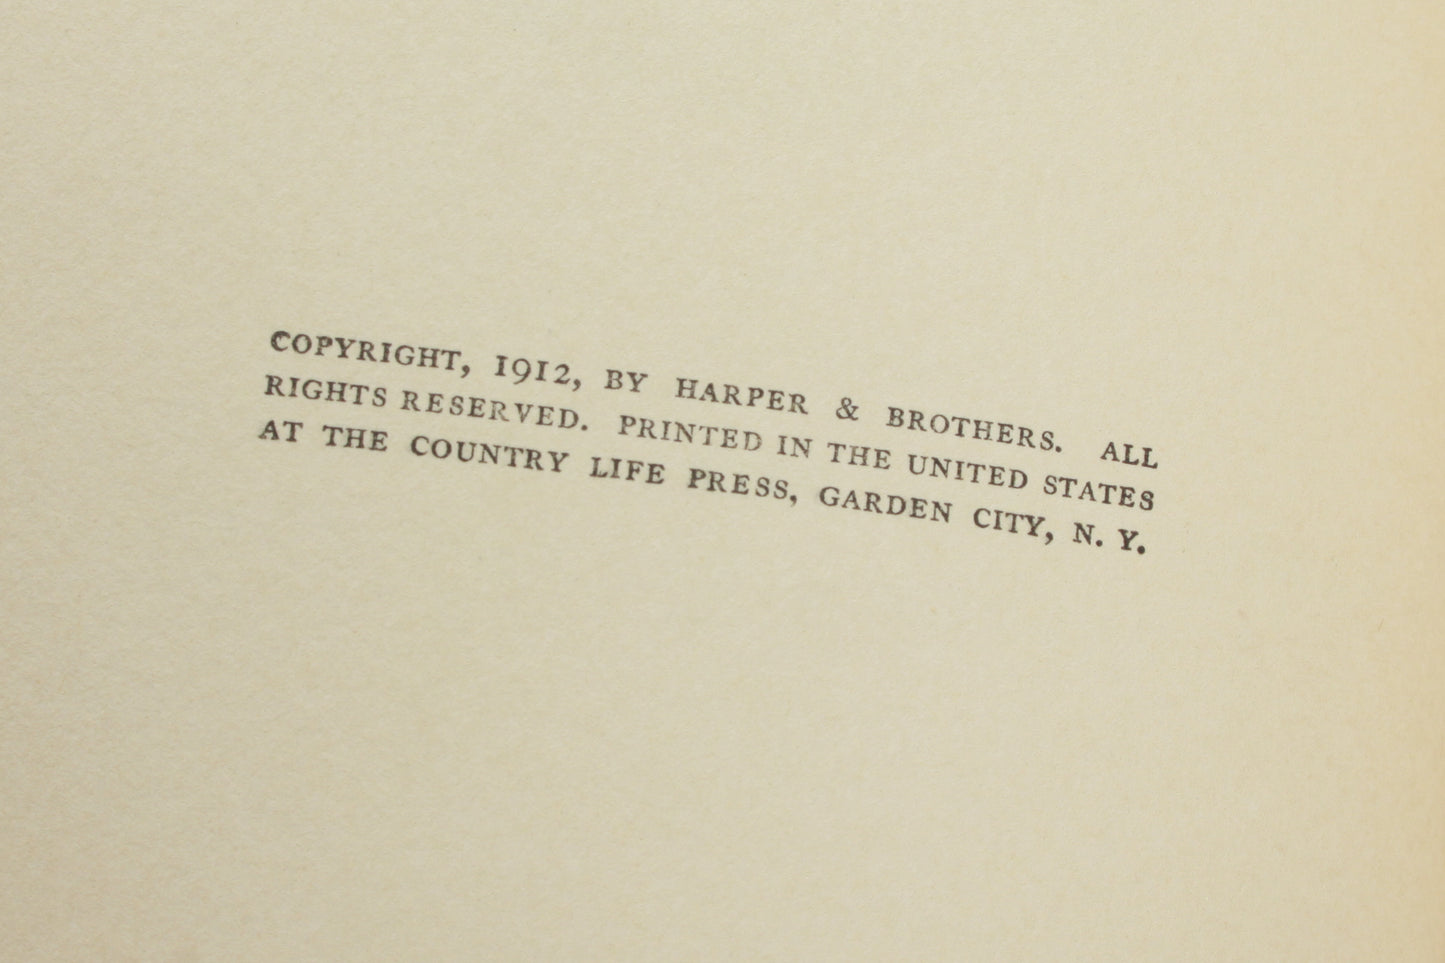 COPYRIGHT, 1912, BY HARPER & BROTHERS. ALL
RIGHTS RESERVED. PRINTED IN THE UNITED STATES
AT THE COUNTRY LIFE PRESS, GARDEN CITY, N. Y.